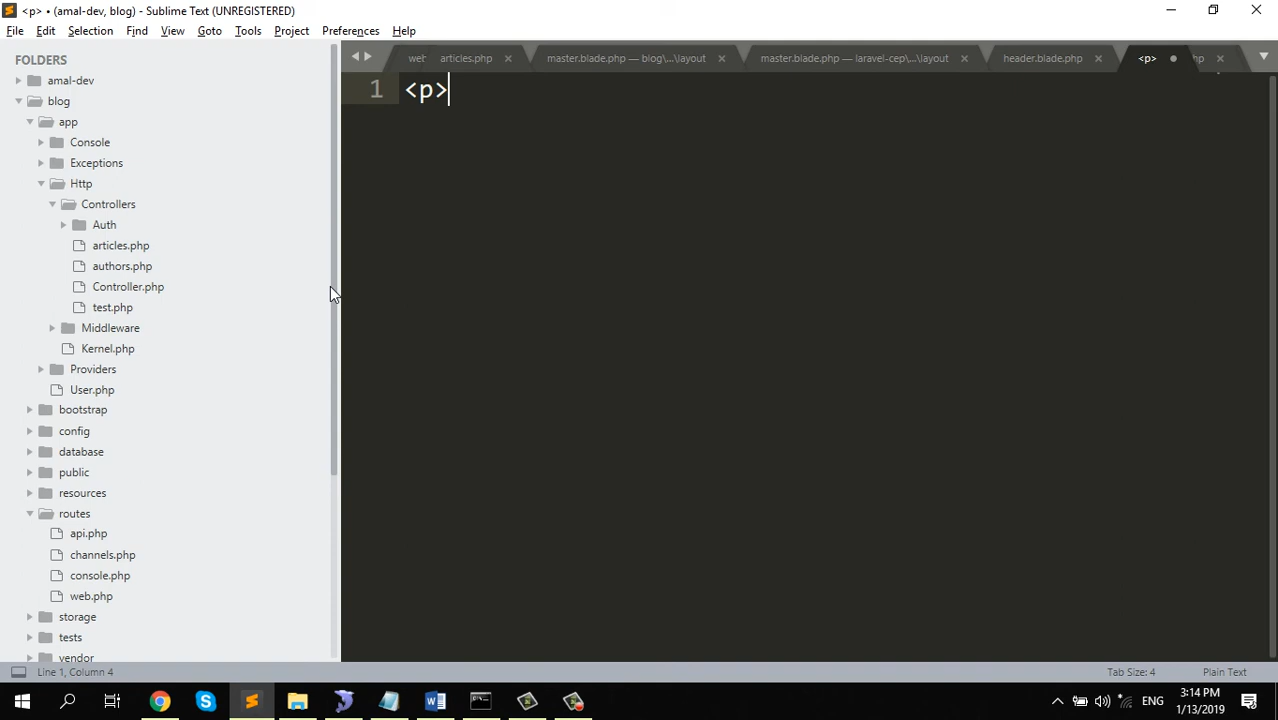 <p> • (amal-dev, blog) - Sublime Text (UNREGISTERED)
File Edit Selection Find View Goto Tools Project Preferences Help
FOLDERS
amal-dev
blog
app
Console
Exceptions
Http
Controllers
Auth
articles.php
authors.php
Controller.php
test.php
Middleware
Kernel.php
Providers
User.php
bootstrap
config
database
public
resources
routes
api.php
channels.php
console.php
web.php
storage
tests
vendor
articles.php master.blade.php — blog\...\layout master.blade.php — laravel-cep\...\layout header.blade.php <p>
1 <p>
Line 1, Column 4 Tab Size: 4 Plain Text
ENG
3:14 PM
1/13/2019